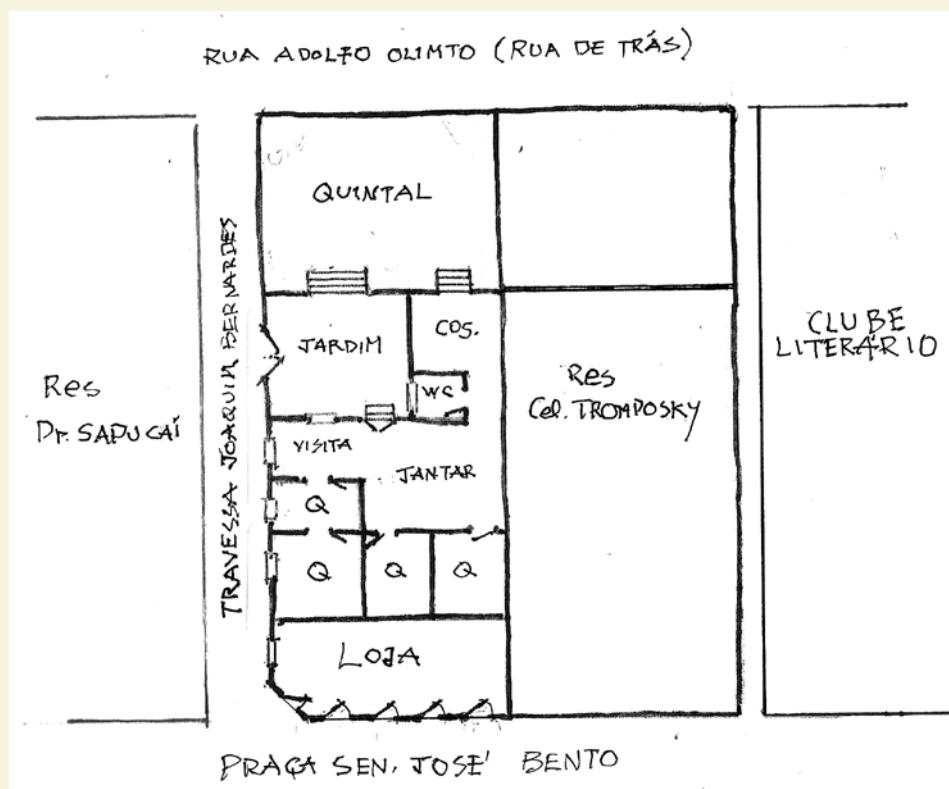 RUA ADOLFO OLIMTO (RUA DE TRÁS)
QUINTAL
TRAVESSA JOAQUIM BERNARDES
JARDIM
COS.
WC
CLUBE
LITERÁRIO
Res
Dr. SAPUCAÍ
Res
Cel. TROMPOSKY
VISITA
JANTAR
Q
Q
Q
Q
LOJA
PRAÇA SEN. JOSÉ BENTO